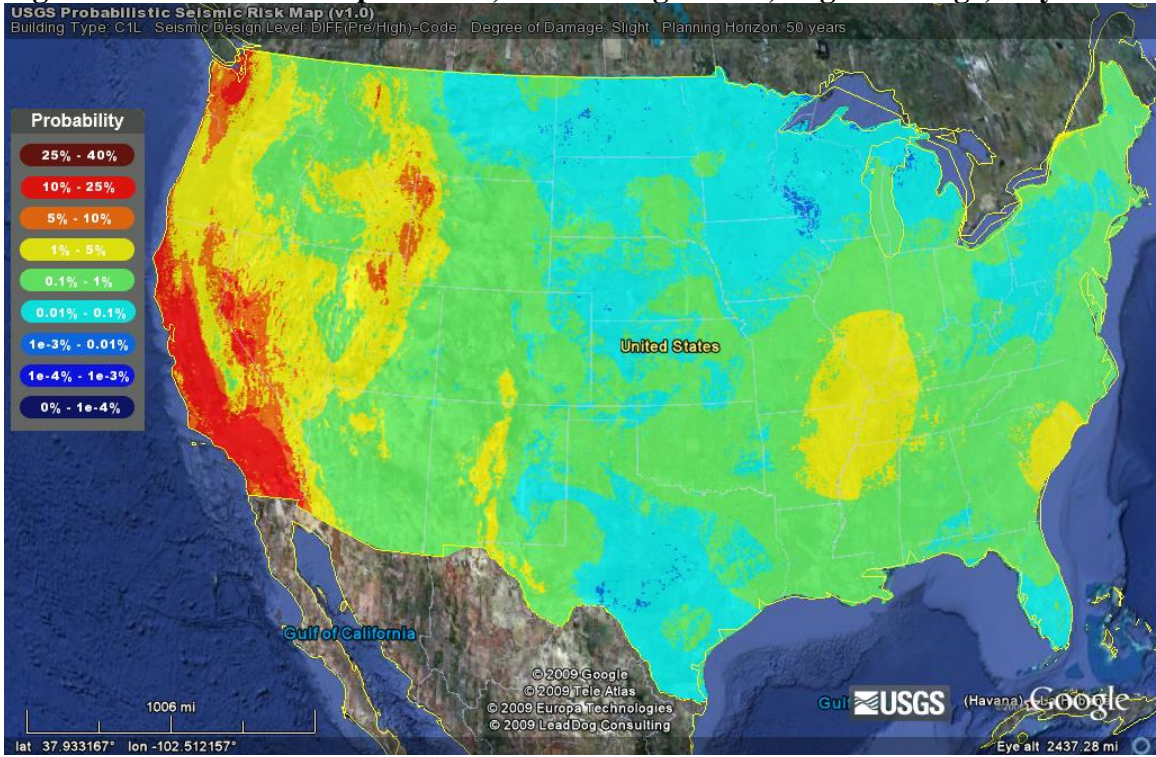 USGS Probabilistic Seismic Risk Map (v1.0)
Building Type: C1L Seismic Design Level: DIFF(Pre/High)-Code Degree of Damage: Slight Planning Horizon: 50 years
Probability
25% - 40%
10% - 25%
5% - 10%
1% - 5%
0.1% - 1%
0.01% - 0.1%
1e-3% - 0.01%
1e-4% - 1e-3%
0% - 1e-4%
United States
Gulf of California
© 2009 Google
© 2009 Tele Atlas
© 2009 Europa Technologies
© 2009 LeadDog Consulting
Gulf
USGS
(Havana)
Google
1006 mi
lat 37.933167° lon -102.512157°
Eye alt 2437.28 mi